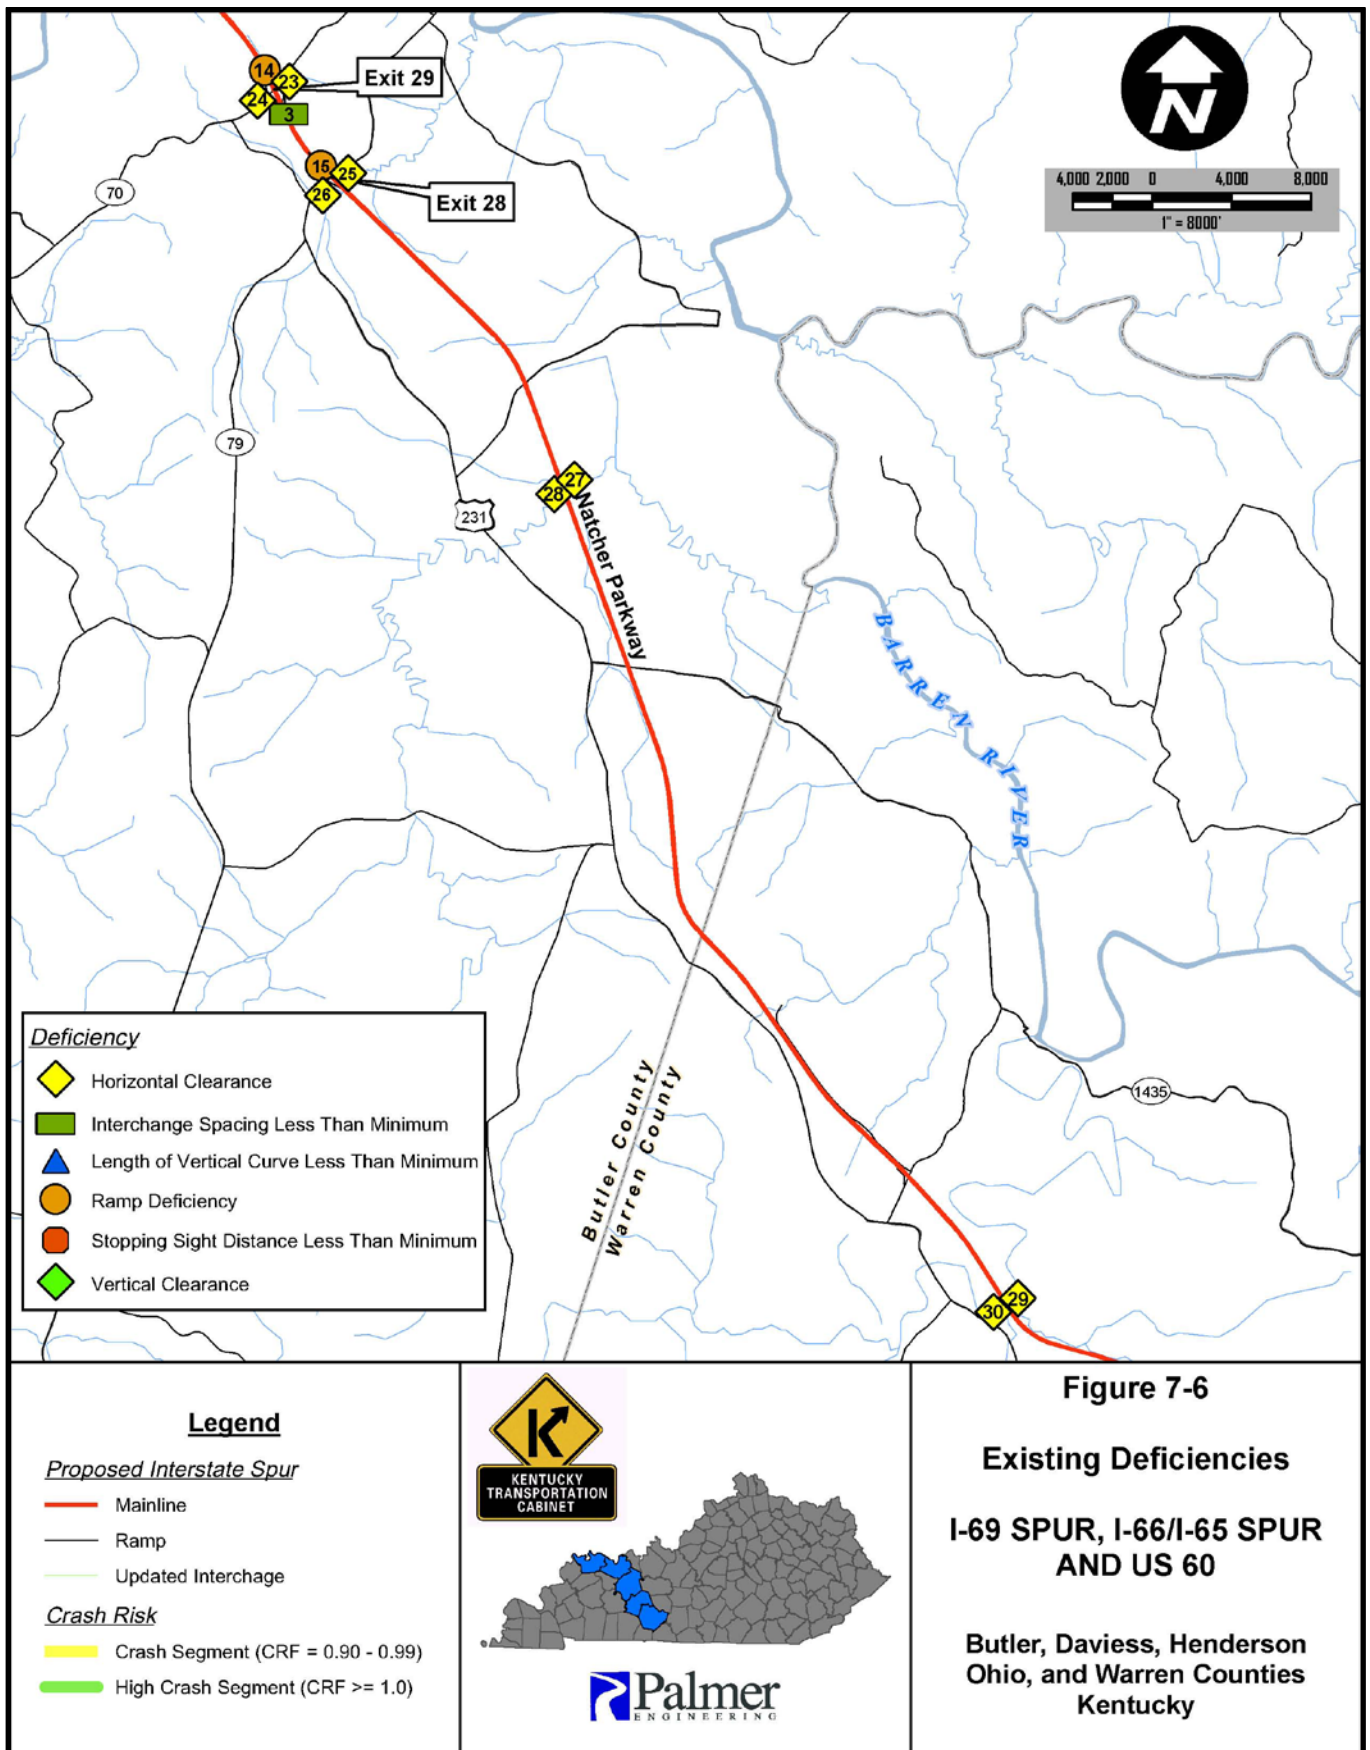 14
23
Exit 29
24
3
15
25
26
Exit 28
70
N
4,000 2,000 0 4,000 8,000
1" = 8000'
79
231
27
28
Natcher Parkway
BARREN RIVER
1435
Butler County
Warren County
29
30
Deficiency
Horizontal Clearance
Interchange Spacing Less Than Minimum
Length of Vertical Curve Less Than Minimum
Ramp Deficiency
Stopping Sight Distance Less Than Minimum
Vertical Clearance
Legend
Proposed Interstate Spur
Mainline
Ramp
Updated Interchage
Crash Risk
Crash Segment (CRF = 0.90 - 0.99)
High Crash Segment (CRF >= 1.0)
K
KENTUCKY
TRANSPORTATION
CABINET
Palmer
ENGINEERING
Figure 7-6
Existing Deficiencies
I-69 SPUR, I-66/I-65 SPUR
AND US 60
Butler, Daviess, Henderson
Ohio, and Warren Counties
Kentucky